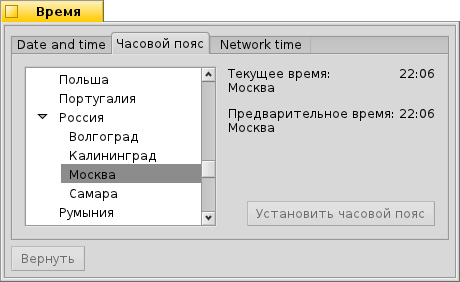 Время
Date and time Часовой пояс Network time
Польша
Португалия
Россия
Волгоград
Калининград
Москва
Самара
Румыния
Текущее время: 22:06
Москва
Предварительное время: 22:06
Москва
Установить часовой пояс
Вернуть